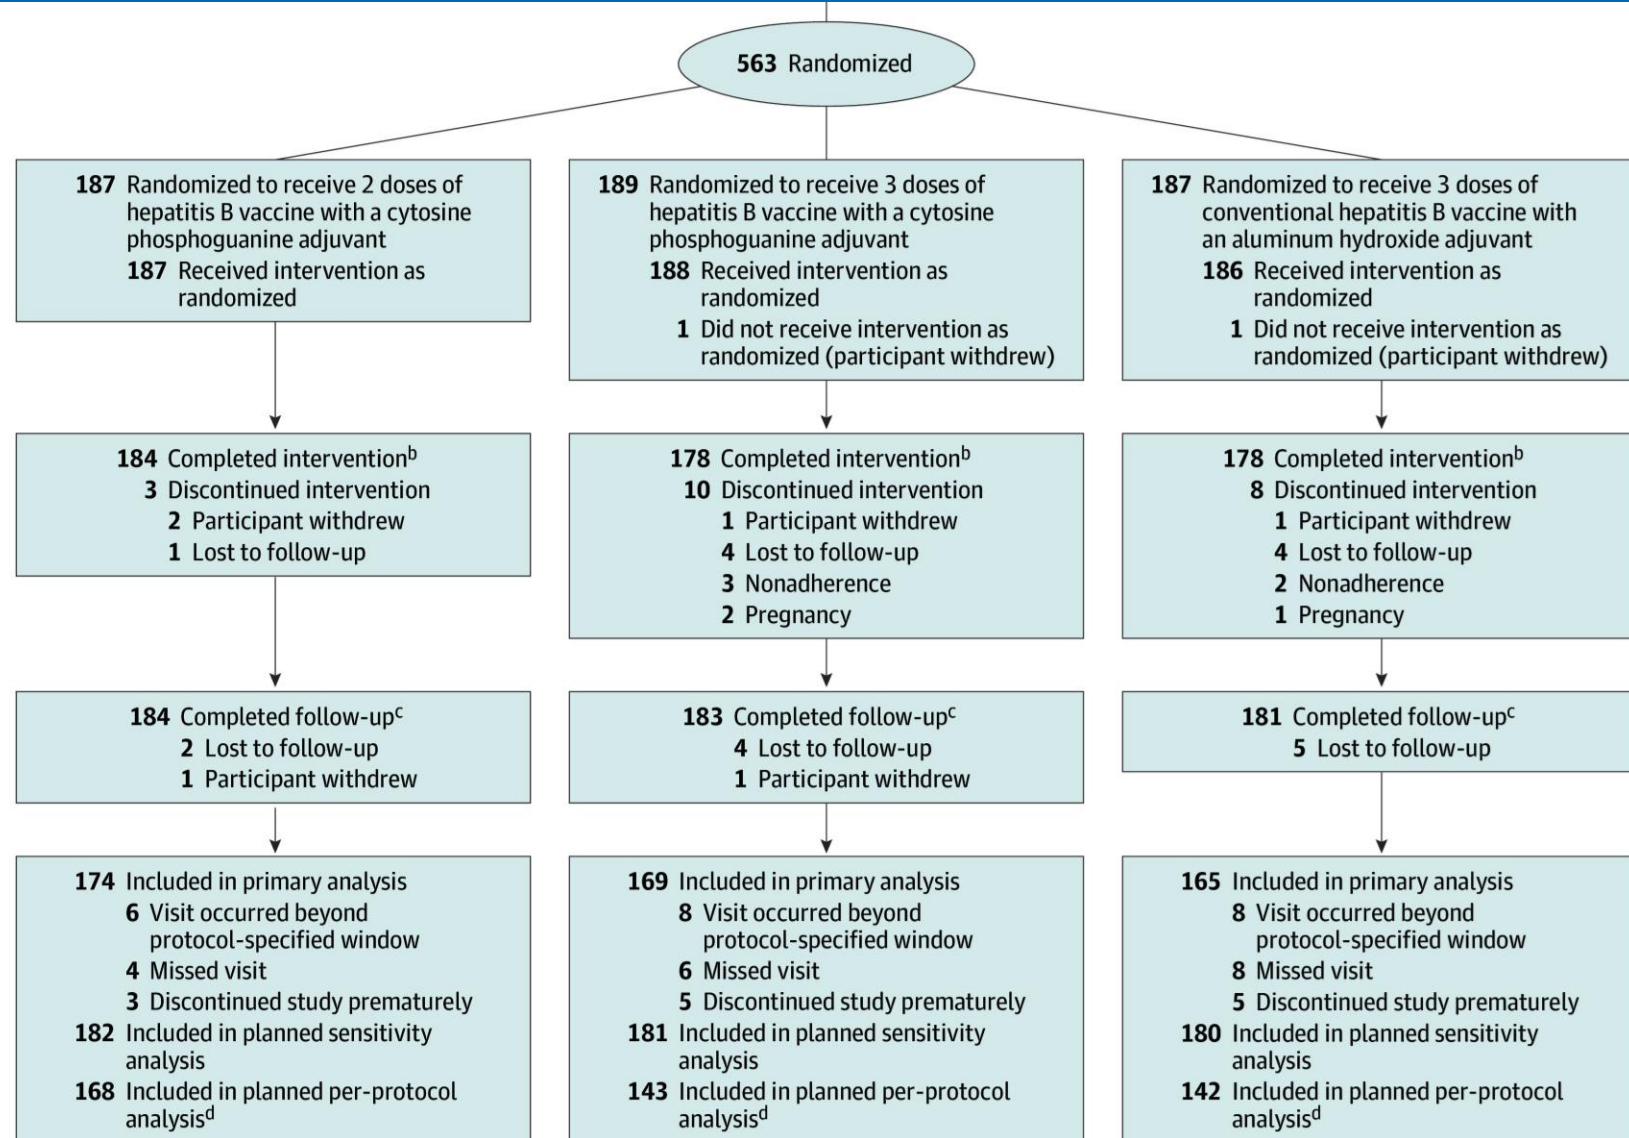 563 Randomized
187 Randomized to receive 2 doses of
hepatitis B vaccine with a cytosine
phosphoguanine adjuvant
187 Received intervention as
randomized
189 Randomized to receive 3 doses of
hepatitis B vaccine with a cytosine
phosphoguanine adjuvant
188 Received intervention as
randomized
1 Did not receive intervention as
randomized (participant withdrew)
187 Randomized to receive 3 doses of
conventional hepatitis B vaccine with
an aluminum hydroxide adjuvant
186 Received intervention as
randomized
1 Did not receive intervention as
randomized (participant withdrew)
184 Completed interventionb
3 Discontinued intervention
2 Participant withdrew
1 Lost to follow-up
178 Completed interventionb
10 Discontinued intervention
1 Participant withdrew
4 Lost to follow-up
3 Nonadherence
2 Pregnancy
178 Completed interventionb
8 Discontinued intervention
1 Participant withdrew
4 Lost to follow-up
2 Nonadherence
1 Pregnancy
184 Completed follow-upc
2 Lost to follow-up
1 Participant withdrew
183 Completed follow-upc
4 Lost to follow-up
1 Participant withdrew
181 Completed follow-upc
5 Lost to follow-up
174 Included in primary analysis
6 Visit occurred beyond
protocol-specified window
4 Missed visit
3 Discontinued study prematurely
182 Included in planned sensitivity
analysis
168 Included in planned per-protocol
analysisd
169 Included in primary analysis
8 Visit occurred beyond
protocol-specified window
6 Missed visit
5 Discontinued study prematurely
181 Included in planned sensitivity
analysis
143 Included in planned per-protocol
analysisd
165 Included in primary analysis
8 Visit occurred beyond
protocol-specified window
8 Missed visit
5 Discontinued study prematurely
180 Included in planned sensitivity
analysis
142 Included in planned per-protocol
analysisd